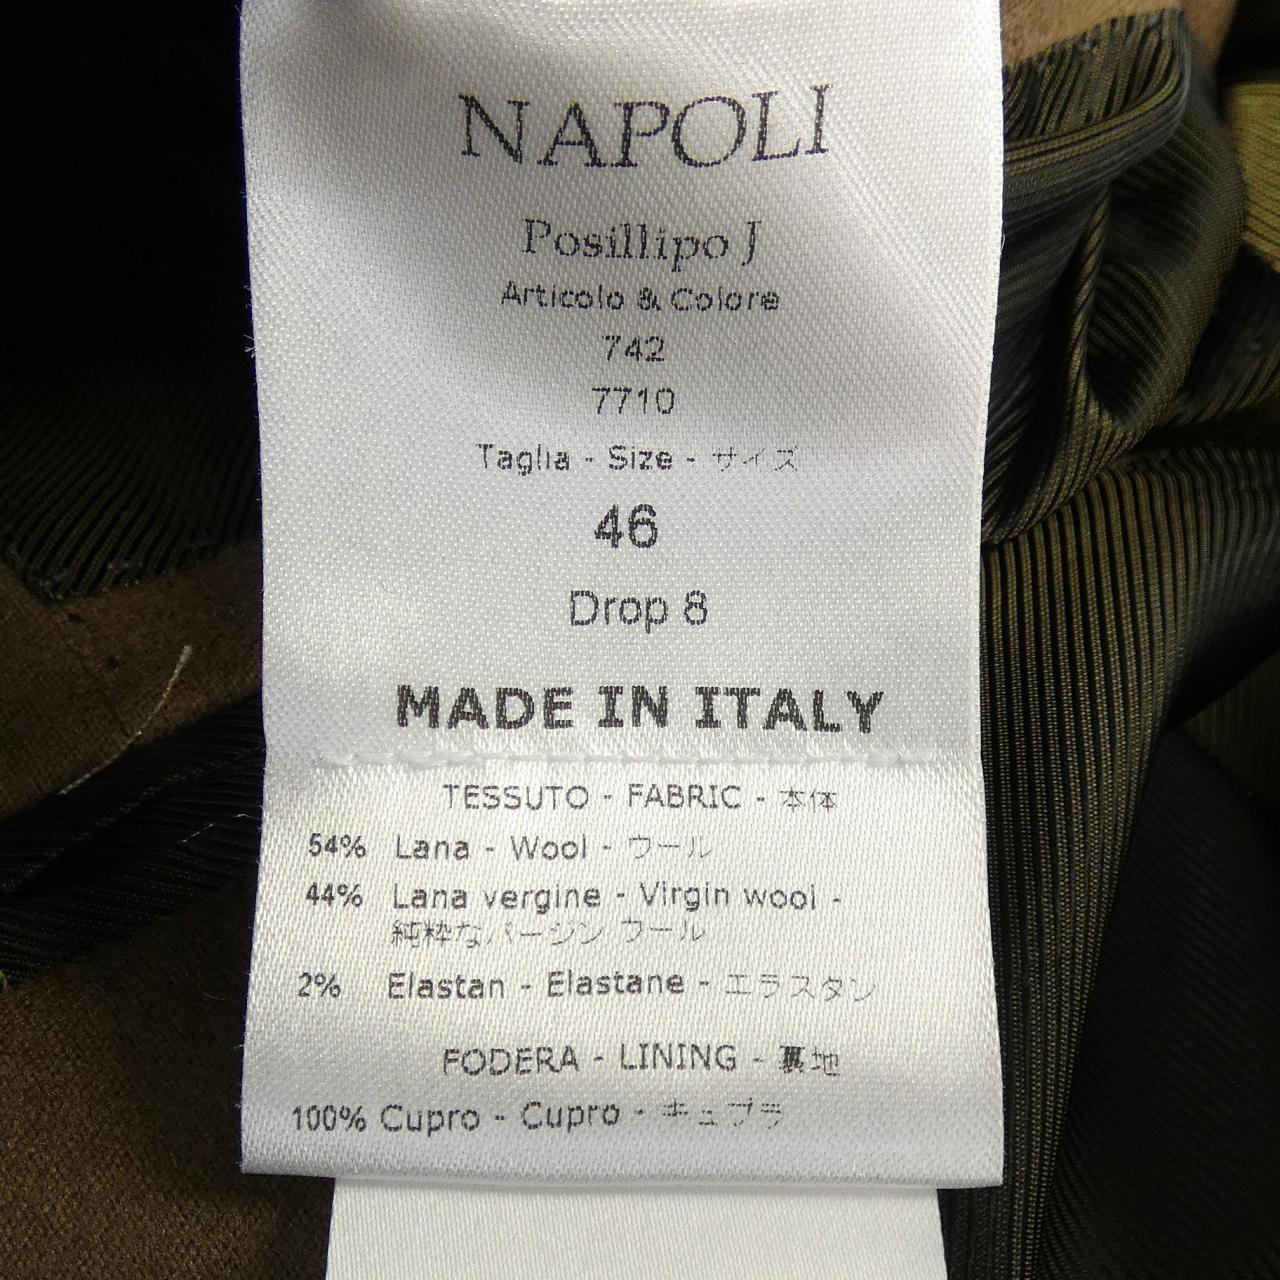 NAPOLI
Posillipo J
Articolo & Colore
742
7710
Taglia - Size - サイズ
46
Drop 8
MADE IN ITALY
TESSUTO - FABRIC - 本体
54% Lana - Wool - ウール
44% Lana vergine - Virgin wool -
純粋なバージン ウール
2% Elastan - Elastane - エラスタン
FODERA - LINING - 裏地
100% Cupro - Cupro - キュプラ